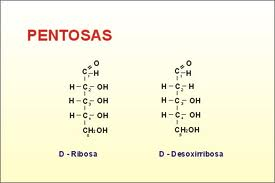 PENTOSAS
O O
C H C H
H C OH H C H
H C OH H C OH
H C OH H C OH
CH₂OH CH₂OH
D - Ribosa D - Desoxirribosa